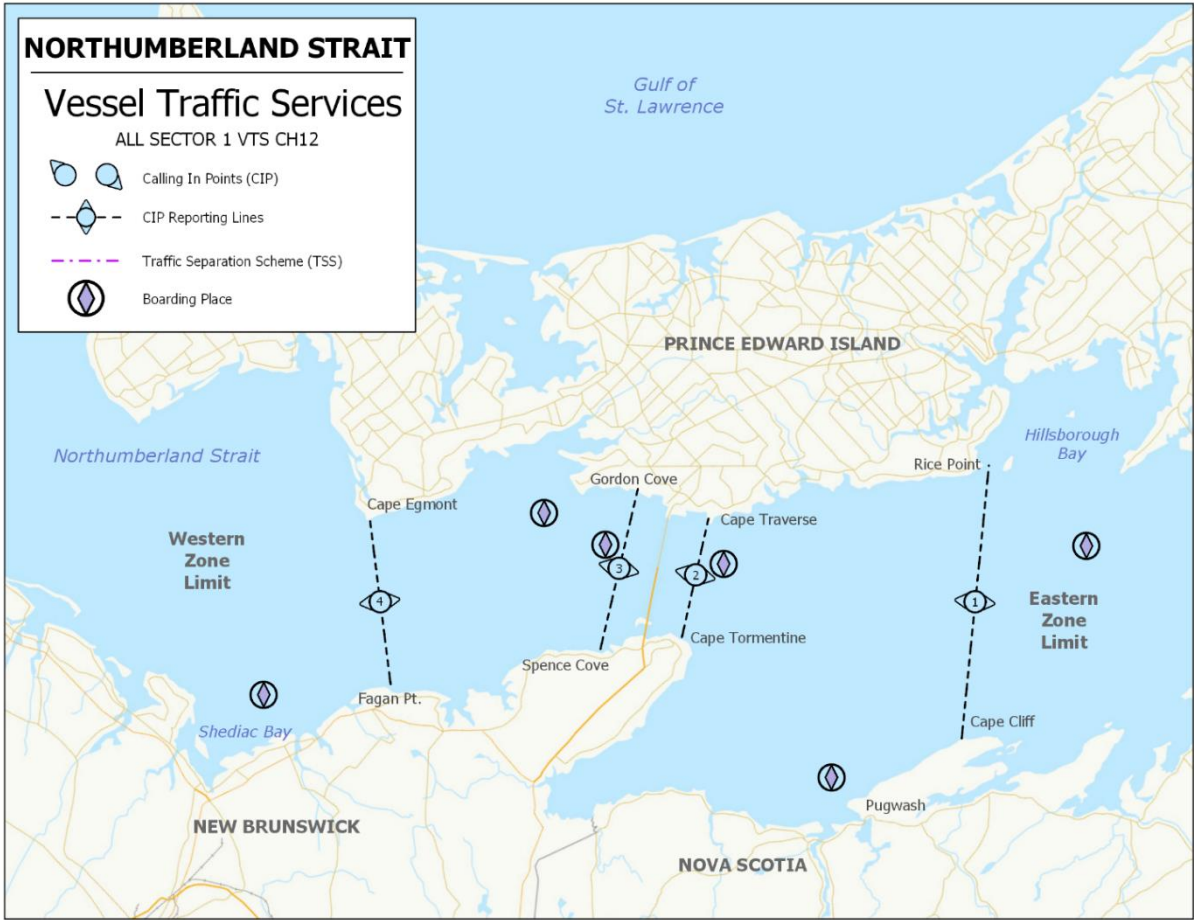 NORTHUMBERLAND STRAIT
Vessel Traffic Services
ALL SECTOR 1 VTS CH12
Calling In Points (CIP)
CIP Reporting Lines
Traffic Separation Scheme (TSS)
Boarding Place
Gulf of
St. Lawrence
PRINCE EDWARD ISLAND
Northumberland Strait
Hillsborough
Bay
Rice Point
Gordon Cove
Cape Egmont
Cape Traverse
Western
Zone
Limit
3
2
4
1
Eastern
Zone
Limit
Cape Tormentine
Spence Cove
Fagan Pt.
Shediac Bay
Cape Cliff
Pugwash
NEW BRUNSWICK
NOVA SCOTIA